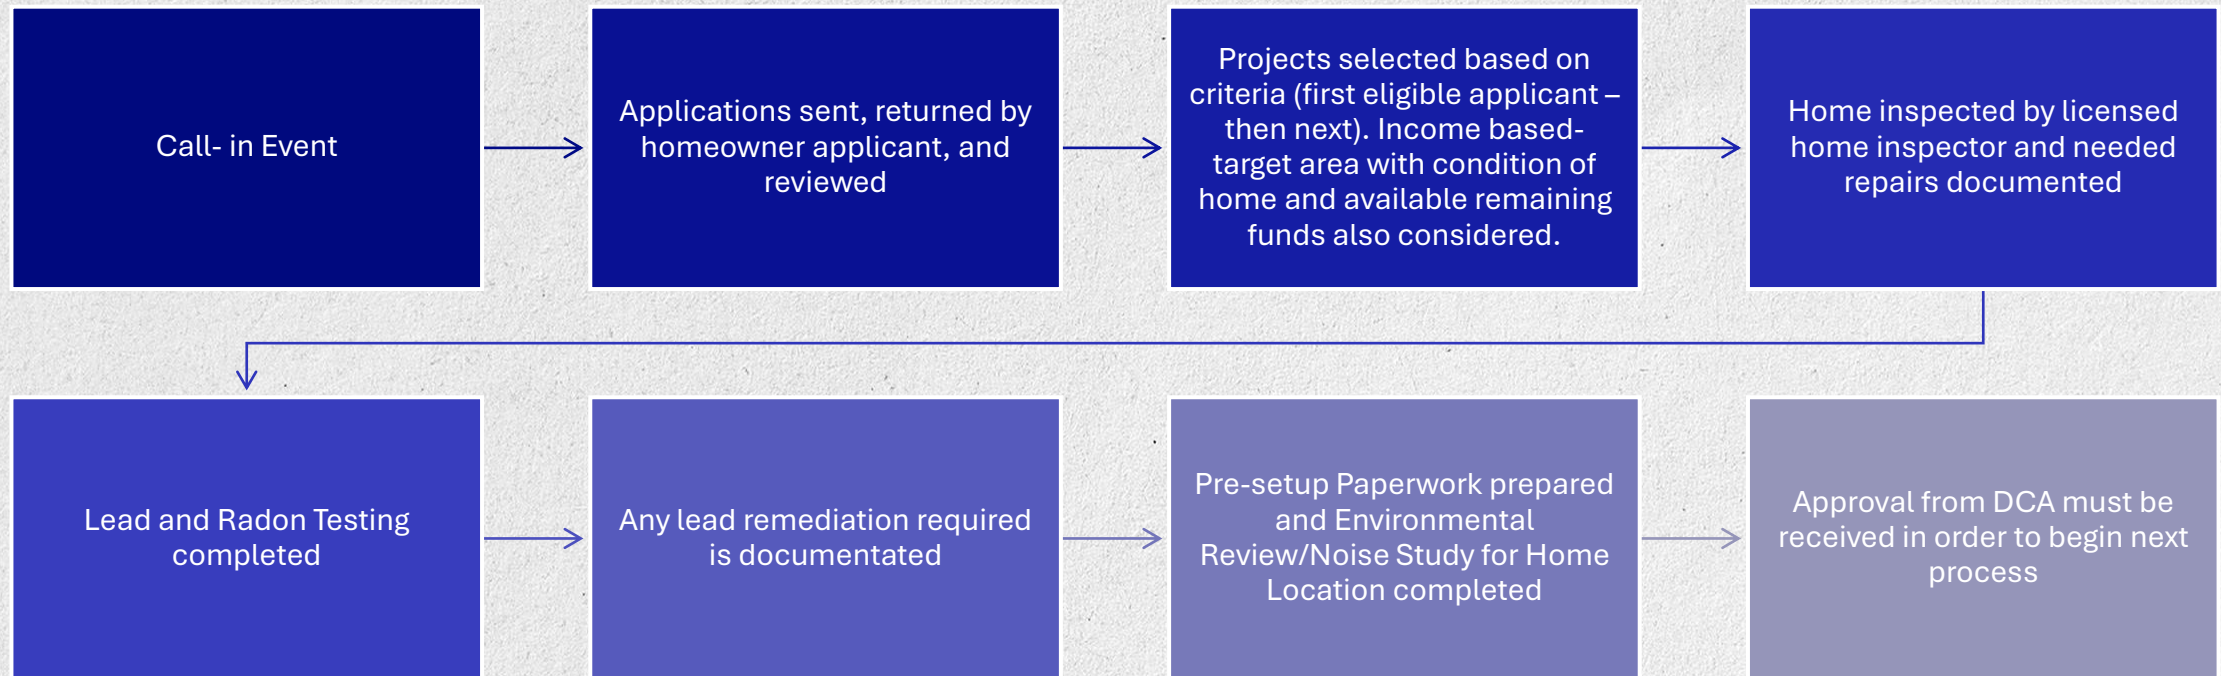 Call- in Event
Applications sent, returned by
homeowner applicant, and
reviewed
Projects selected based on
criteria (first eligible applicant –
then next). Income based-
target area with condition of
home and available remaining
funds also considered.
Home inspected by licensed
home inspector and needed
repairs documented
Lead and Radon Testing
completed
Any lead remediation required
is documentated
Pre-setup Paperwork prepared
and Environmental
Review/Noise Study for Home
Location completed
Approval from DCA must be
received in order to begin next
process